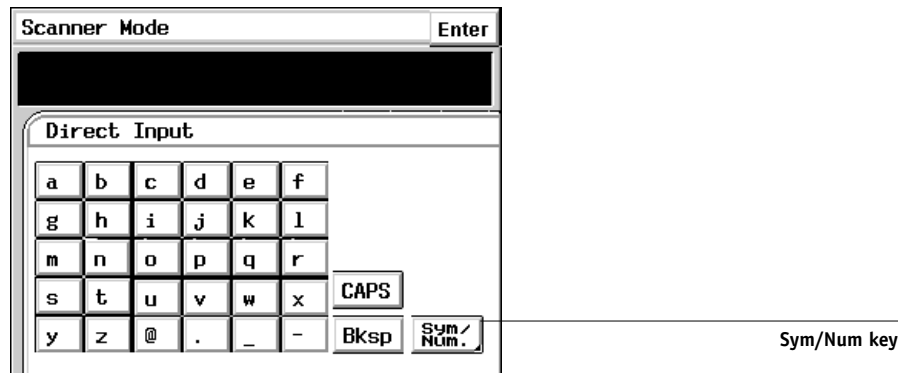 Scanner Mode Enter
Direct Input
a b c d e f
g h i j k l
m n o p q r
s t u v w x CAPS
y z @ . _ - Bksp Sym/
Num.
Sym/Num key